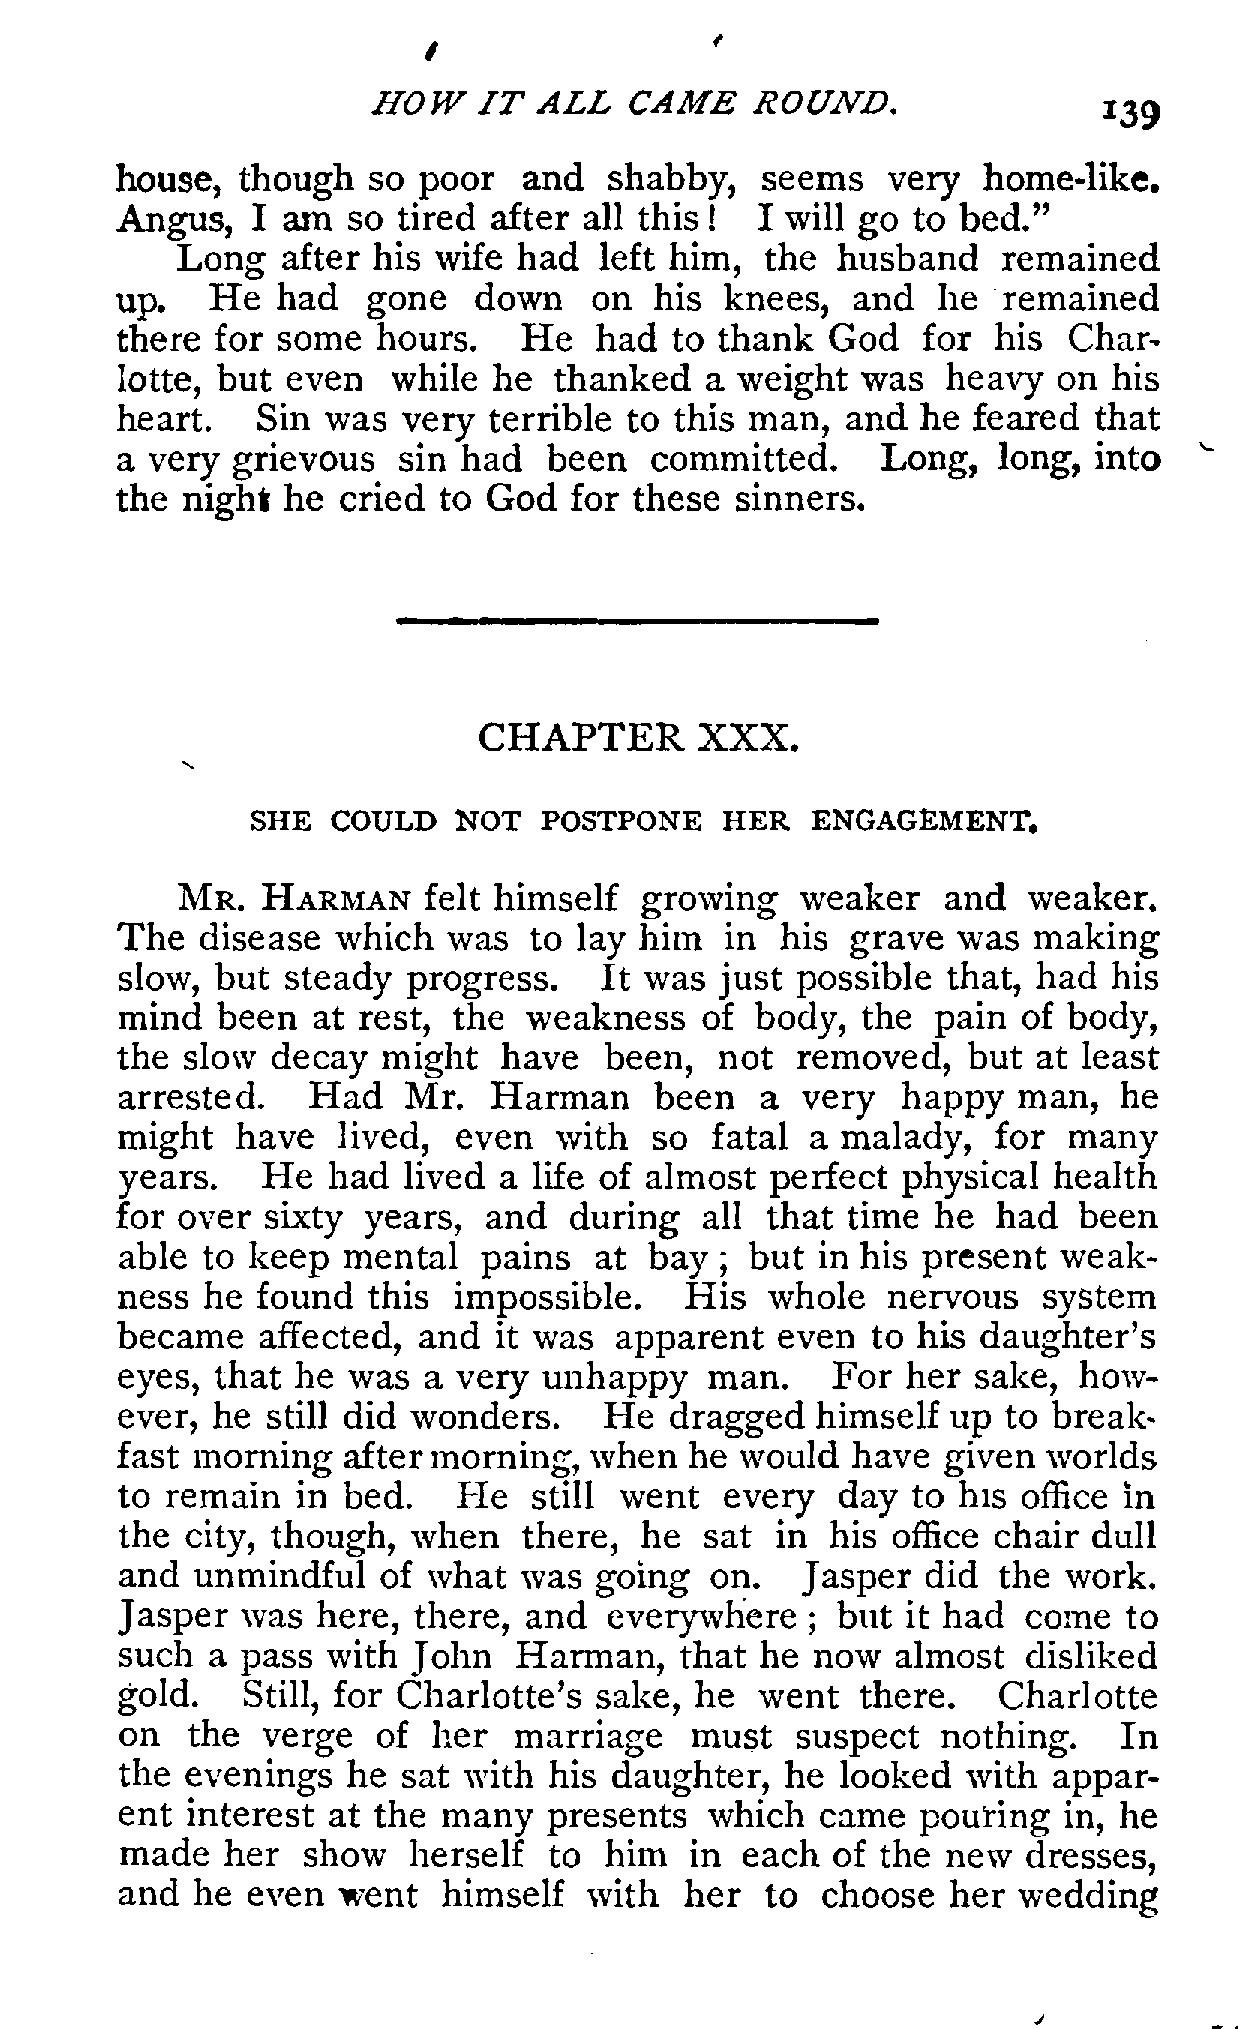 HOW IT ALL CAME ROUND. 139
house, though so poor and shabby, seems very home-like.
Angus, I am so tired after all this! I will go to bed."
Long after his wife had left him, the husband remained
up. He had gone down on his knees, and he remained
there for some hours. He had to thank God for his Char-
lotte, but even while he thanked a weight was heavy on his
heart. Sin was very terrible to this man, and he feared that
a very grievous sin had been committed. Long, long, into
the night he cried to God for these sinners.
CHAPTER XXX.
SHE COULD NOT POSTPONE HER ENGAGEMENT.
MR. HARMAN felt himself growing weaker and weaker.
The disease which was to lay him in his grave was making
slow, but steady progress. It was just possible that, had his
mind been at rest, the weakness of body, the pain of body,
the slow decay might have been, not removed, but at least
arrested. Had Mr. Harman been a very happy man, he
might have lived, even with so fatal a malady, for many
years. He had lived a life of almost perfect physical health
for over sixty years, and during all that time he had been
able to keep mental pains at bay; but in his present weak-
ness he found this impossible. His whole nervous system
became affected, and it was apparent even to his daughter's
eyes, that he was a very unhappy man. For her sake, how-
ever, he still did wonders. He dragged himself up to break-
fast morning after morning, when he would have given worlds
to remain in bed. He still went every day to his office in
the city, though, when there, he sat in his office chair dull
and unmindful of what was going on. Jasper did the work.
Jasper was here, there, and everywhere; but it had come to
such a pass with John Harman, that he now almost disliked
gold. Still, for Charlotte's sake, he went there. Charlotte
on the verge of her marriage must suspect nothing. In
the evenings he sat with his daughter, he looked with appar-
ent interest at the many presents which came pouring in, he
made her show herself to him in each of the new dresses,
and he even went himself with her to choose her wedding